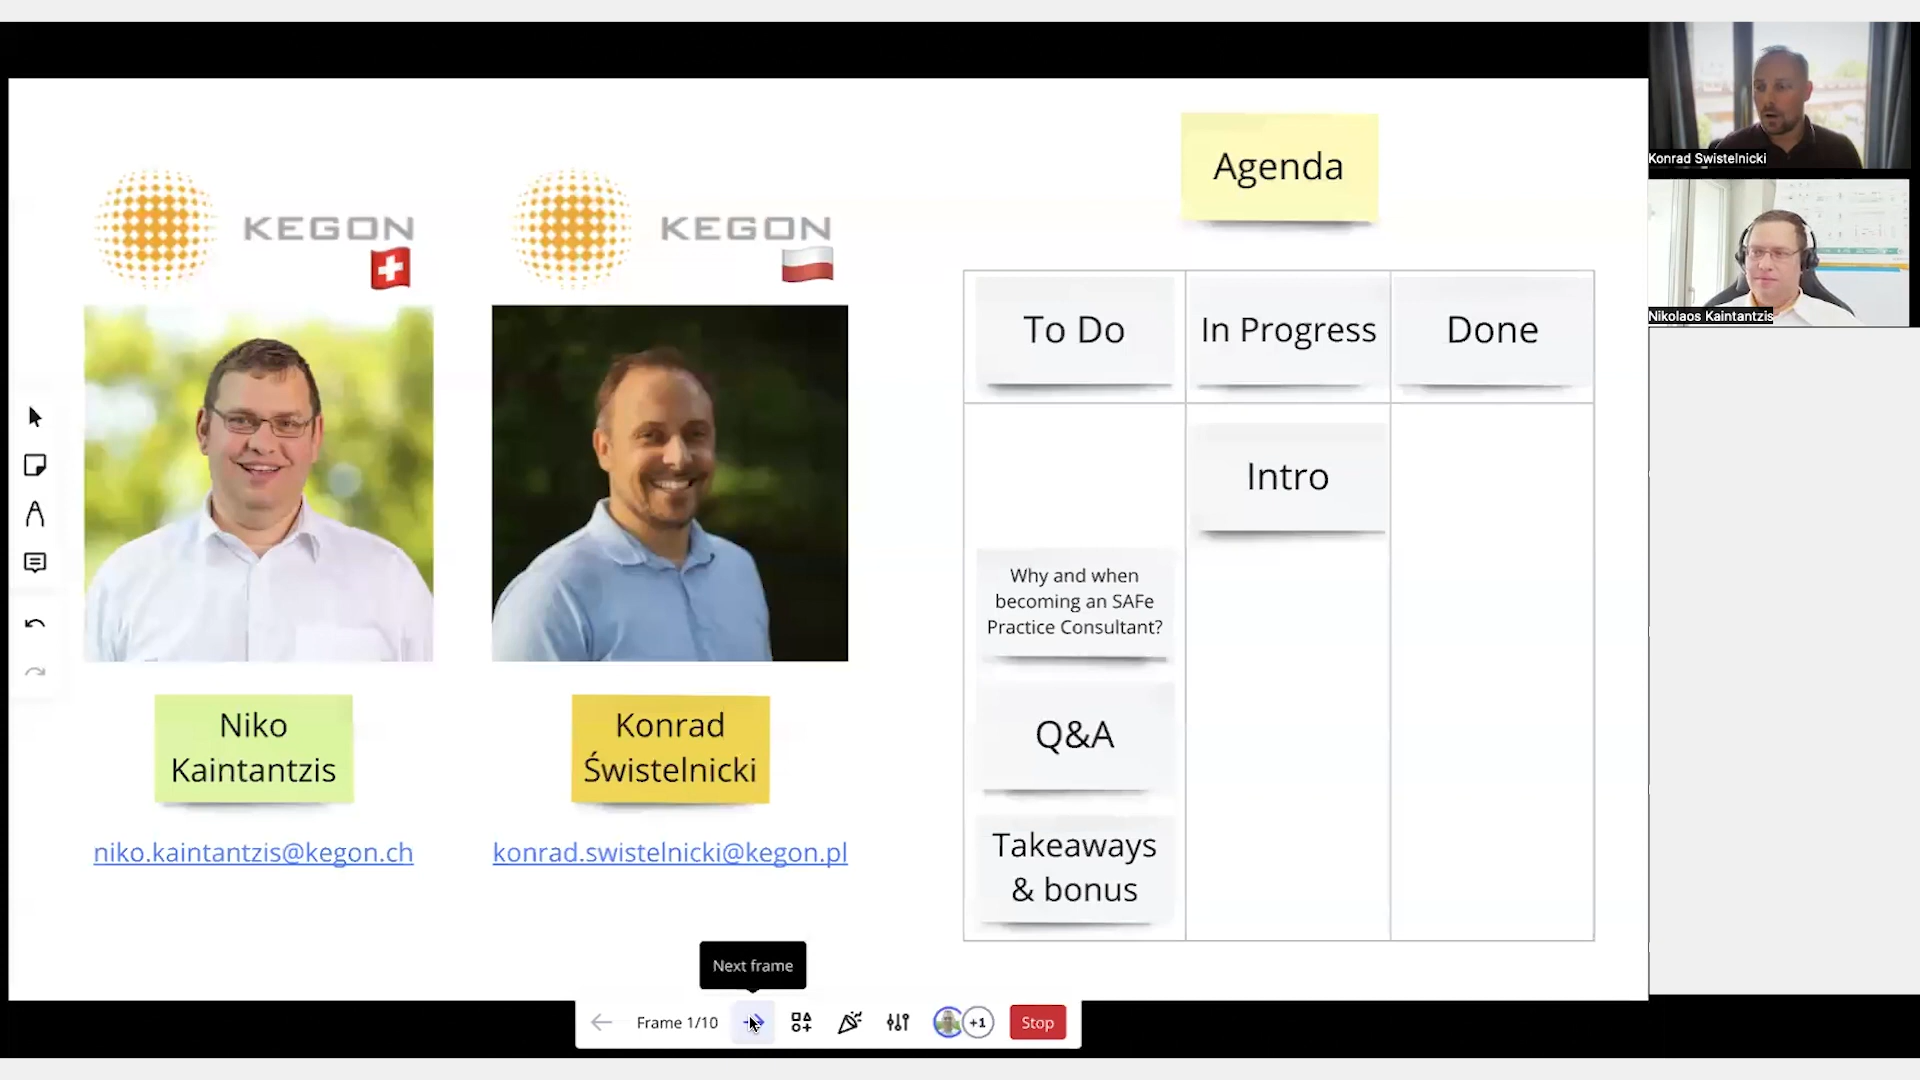 KEGON
KEGON
Niko
Kaintantzis
Konrad
Świstelnicki
niko.kaintantzis@kegon.ch
konrad.swistelnicki@kegon.pl
Agenda
To Do
In Progress
Done
Intro
Why and when
becoming an SAFe
Practice Consultant?
Q&A
Takeaways
& bonus
Next frame
Frame 1/10
+1
Stop
Konrad Swistelnicki
Nikolaos Kaintantzis